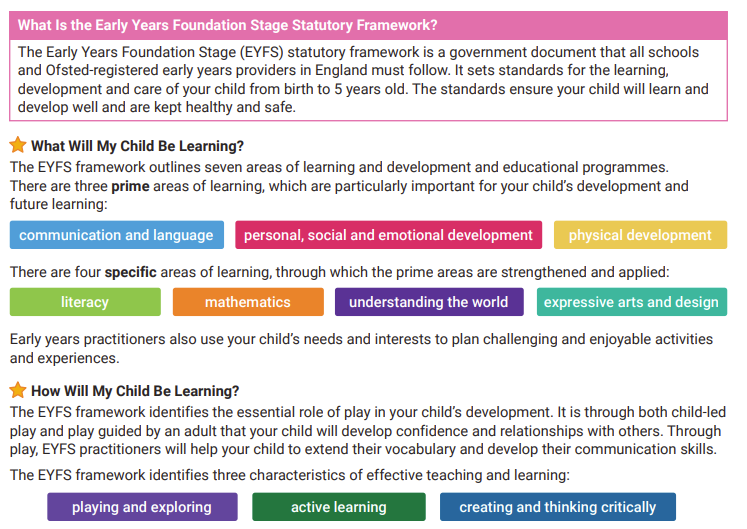 What Is the Early Years Foundation Stage Statutory Framework?
The Early Years Foundation Stage (EYFS) statutory framework is a government document that all schools
and Ofsted-registered early years providers in England must follow. It sets standards for the learning,
development and care of your child from birth to 5 years old. The standards ensure your child will learn and
develop well and are kept healthy and safe.
What Will My Child Be Learning?
The EYFS framework outlines seven areas of learning and development and educational programmes.
There are three prime areas of learning, which are particularly important for your child's development and
future learning:
communication and language
personal, social and emotional development
physical development
There are four specific areas of learning, through which the prime areas are strengthened and applied:
literacy
mathematics
understanding the world
expressive arts and design
Early years practitioners also use your child's needs and interests to plan challenging and enjoyable activities
and experiences.
How Will My Child Be Learning?
The EYFS framework identifies the essential role of play in your child's development. It is through both child-led
play and play guided by an adult that your child will develop confidence and relationships with others. Through
play, EYFS practitioners will help your child to extend their vocabulary and develop their communication skills.
The EYFS framework identifies three characteristics of effective teaching and learning:
playing and exploring
active learning
creating and thinking critically